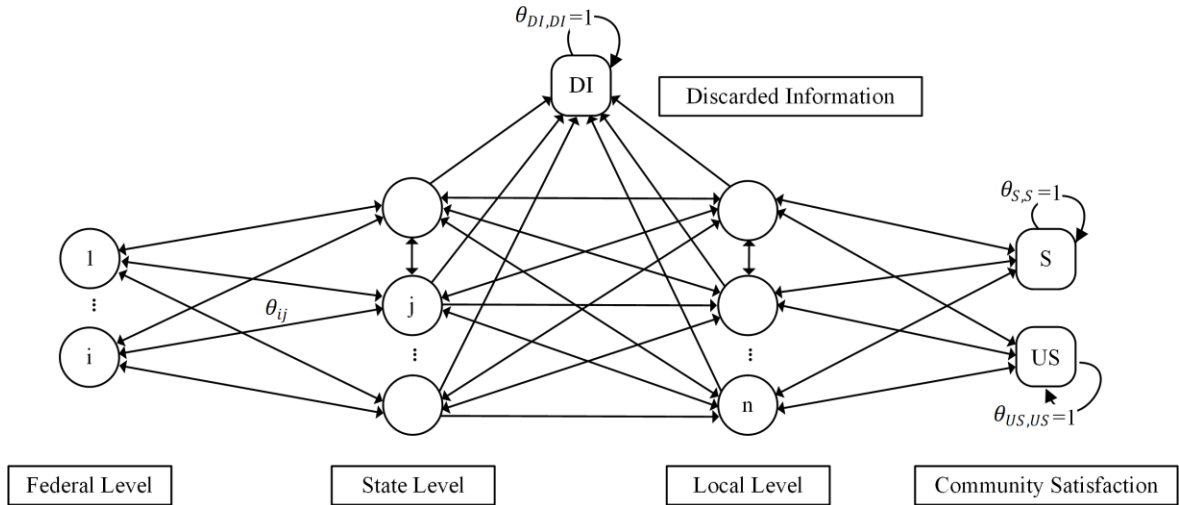 θ_{DI,DI}=1
DI
Discarded Information
θ_{S,S}=1
1
S
⋮
θ_{ij}
j
i
⋮
⋮
US
n
θ_{US,US}=1
Federal Level
State Level
Local Level
Community Satisfaction